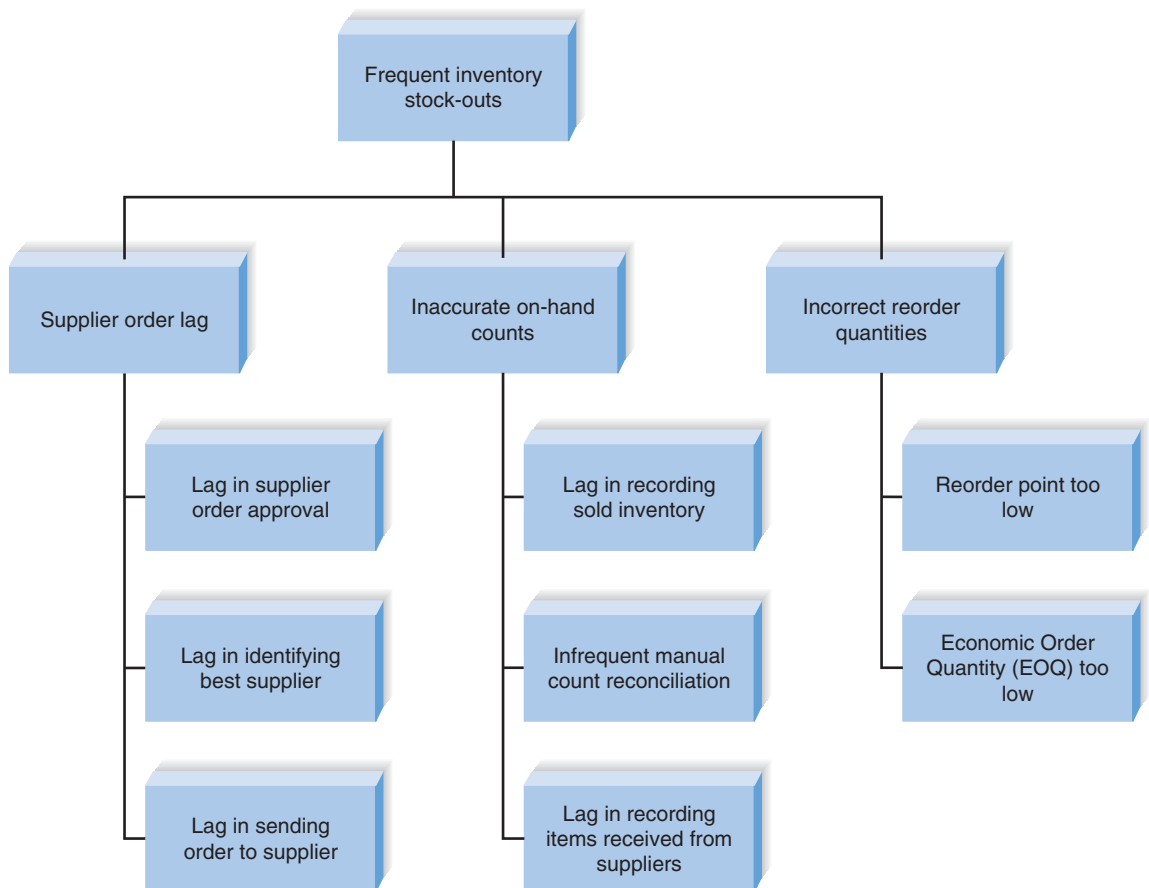 Frequent inventory
stock-outs
Supplier order lag
Inaccurate on-hand
counts
Incorrect reorder
quantities
Lag in supplier
order approval
Lag in identifying
best supplier
Lag in sending
order to supplier
Lag in recording
sold inventory
Infrequent manual
count reconciliation
Lag in recording
items received from
suppliers
Reorder point too
low
Economic Order
Quantity (EOQ) too
low